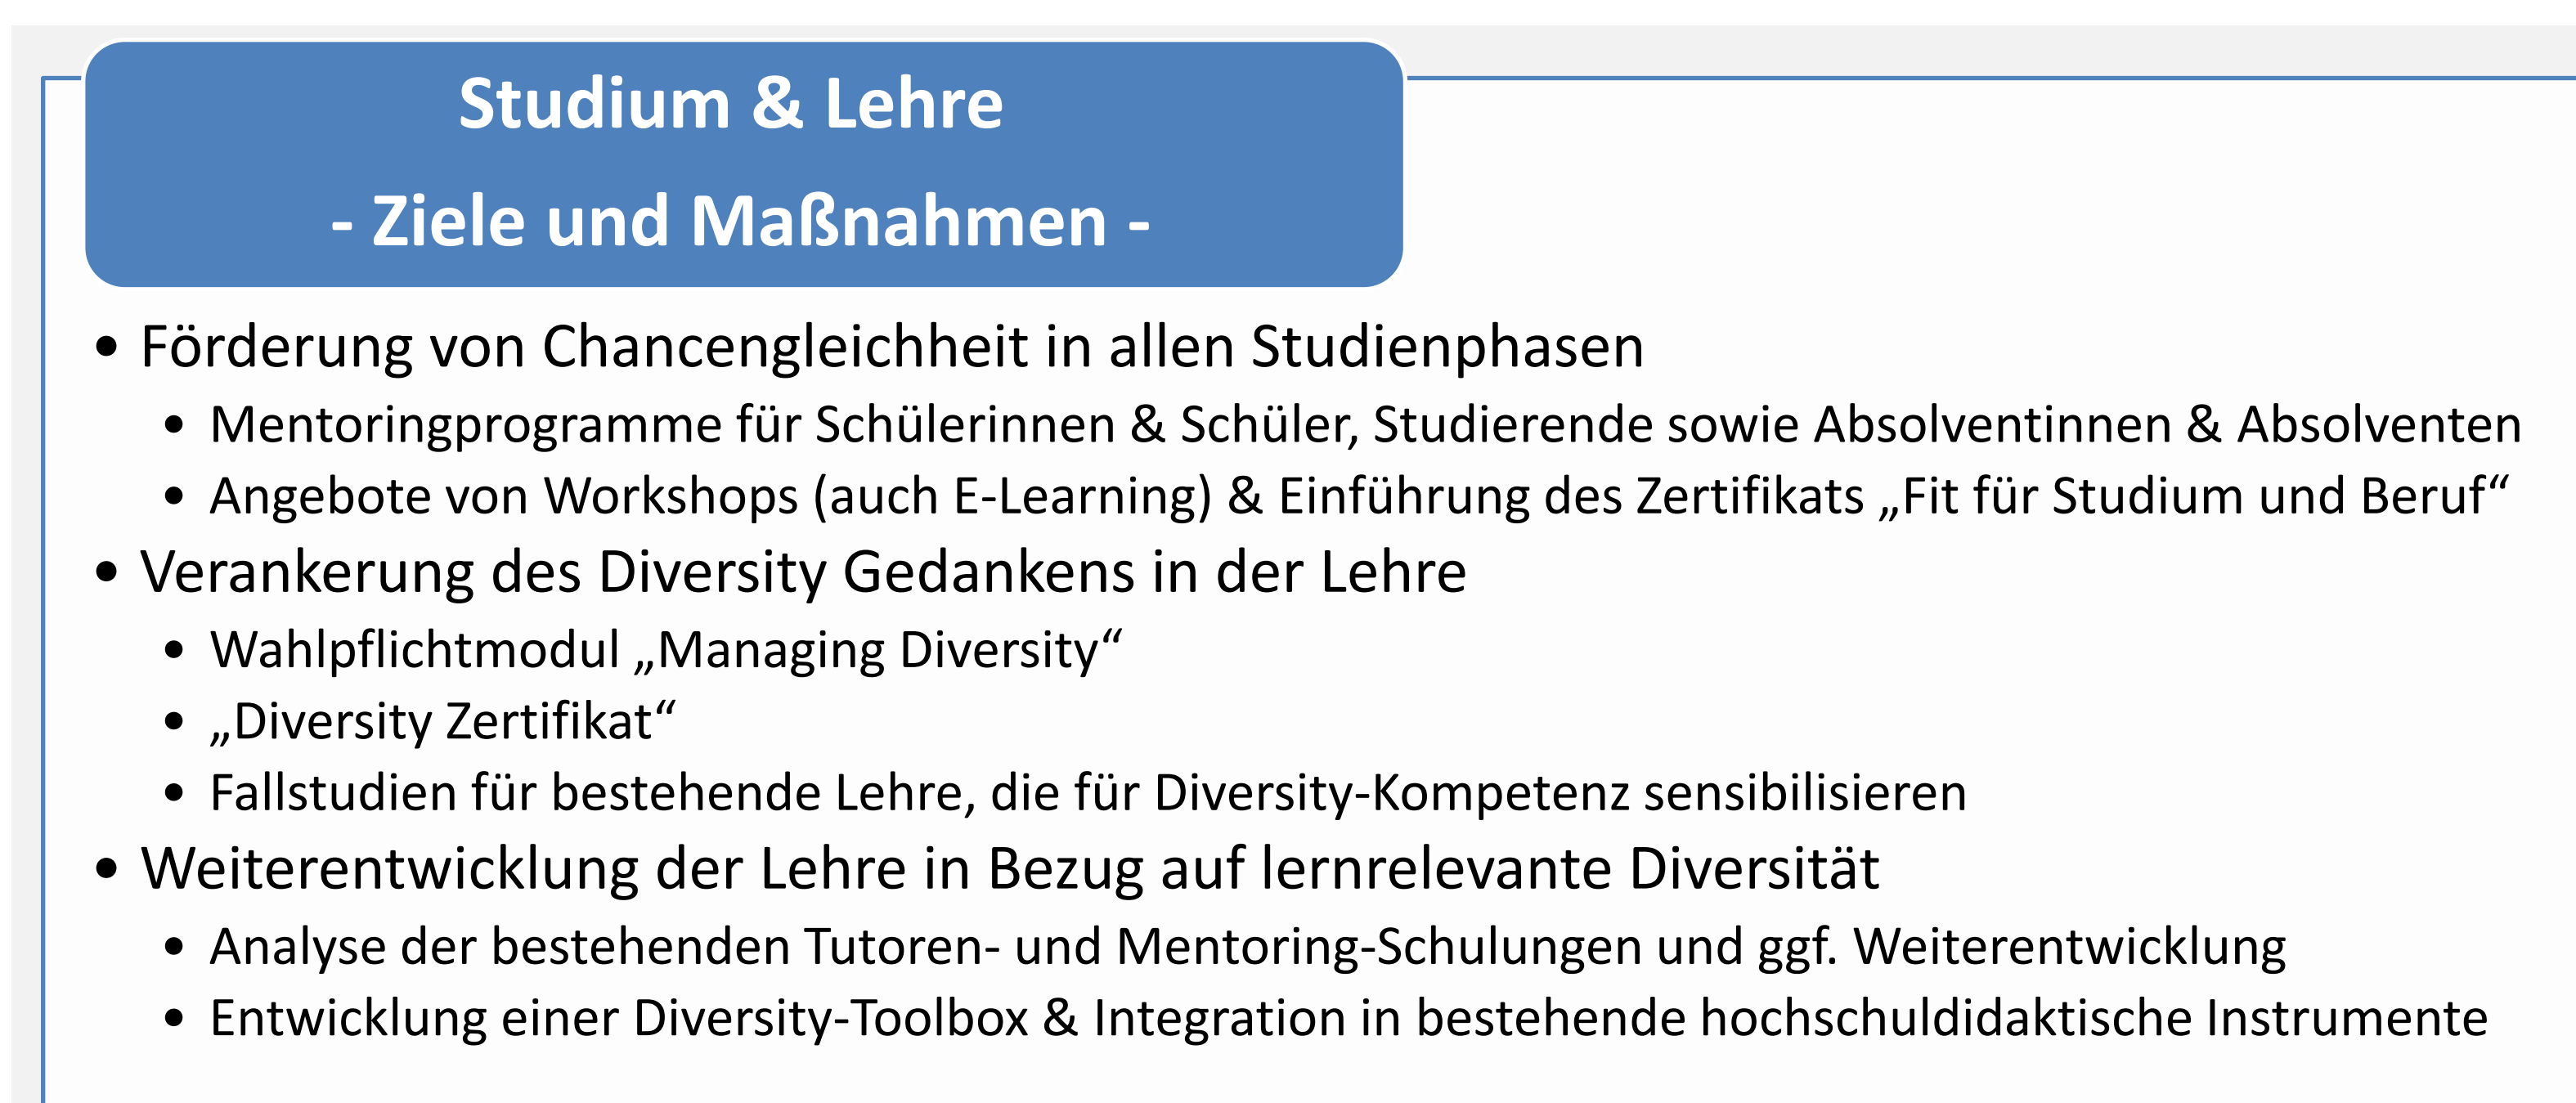 Studium & Lehre
- Ziele und Maßnahmen -
• Förderung von Chancengleichheit in allen Studienphasen
• Mentoringprogramme für Schülerinnen & Schüler, Studierende sowie Absolventinnen & Absolventen
• Angebote von Workshops (auch E-Learning) & Einführung des Zertifikats „Fit für Studium und Beruf“
• Verankerung des Diversity Gedankens in der Lehre
• Wahlpflichtmodul „Managing Diversity“
• „Diversity Zertifikat“
• Fallstudien für bestehende Lehre, die für Diversity-Kompetenz sensibilisieren
• Weiterentwicklung der Lehre in Bezug auf lernrelevante Diversität
• Analyse der bestehenden Tutoren- und Mentoring-Schulungen und ggf. Weiterentwicklung
• Entwicklung einer Diversity-Toolbox & Integration in bestehende hochschuldidaktische Instrumente